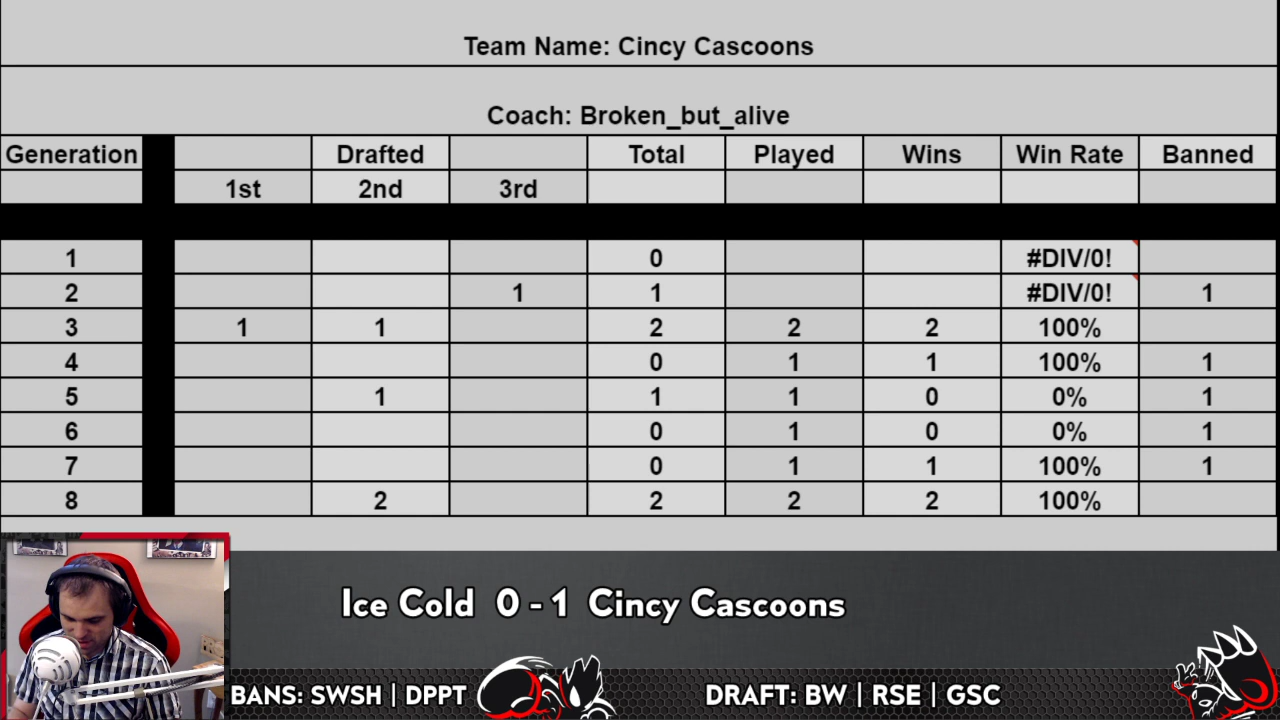 Team Name: Cincy Cascoons
Coach: Broken_but_alive
Generation Drafted Total Played Wins Win Rate Banned
1st 2nd 3rd
1 0 #DIV/0!
2 1 1 #DIV/0! 1
3 1 1 2 2 2 100%
4 0 1 1 100% 1
5 1 1 1 0 0% 1
6 0 1 0 0% 1
7 0 1 1 100% 1
8 2 2 2 2 100%
Ice Cold 0 - 1 Cincy Cascoons
BANS: SWSH | DPPT DRAFT: BW | RSE | GSC